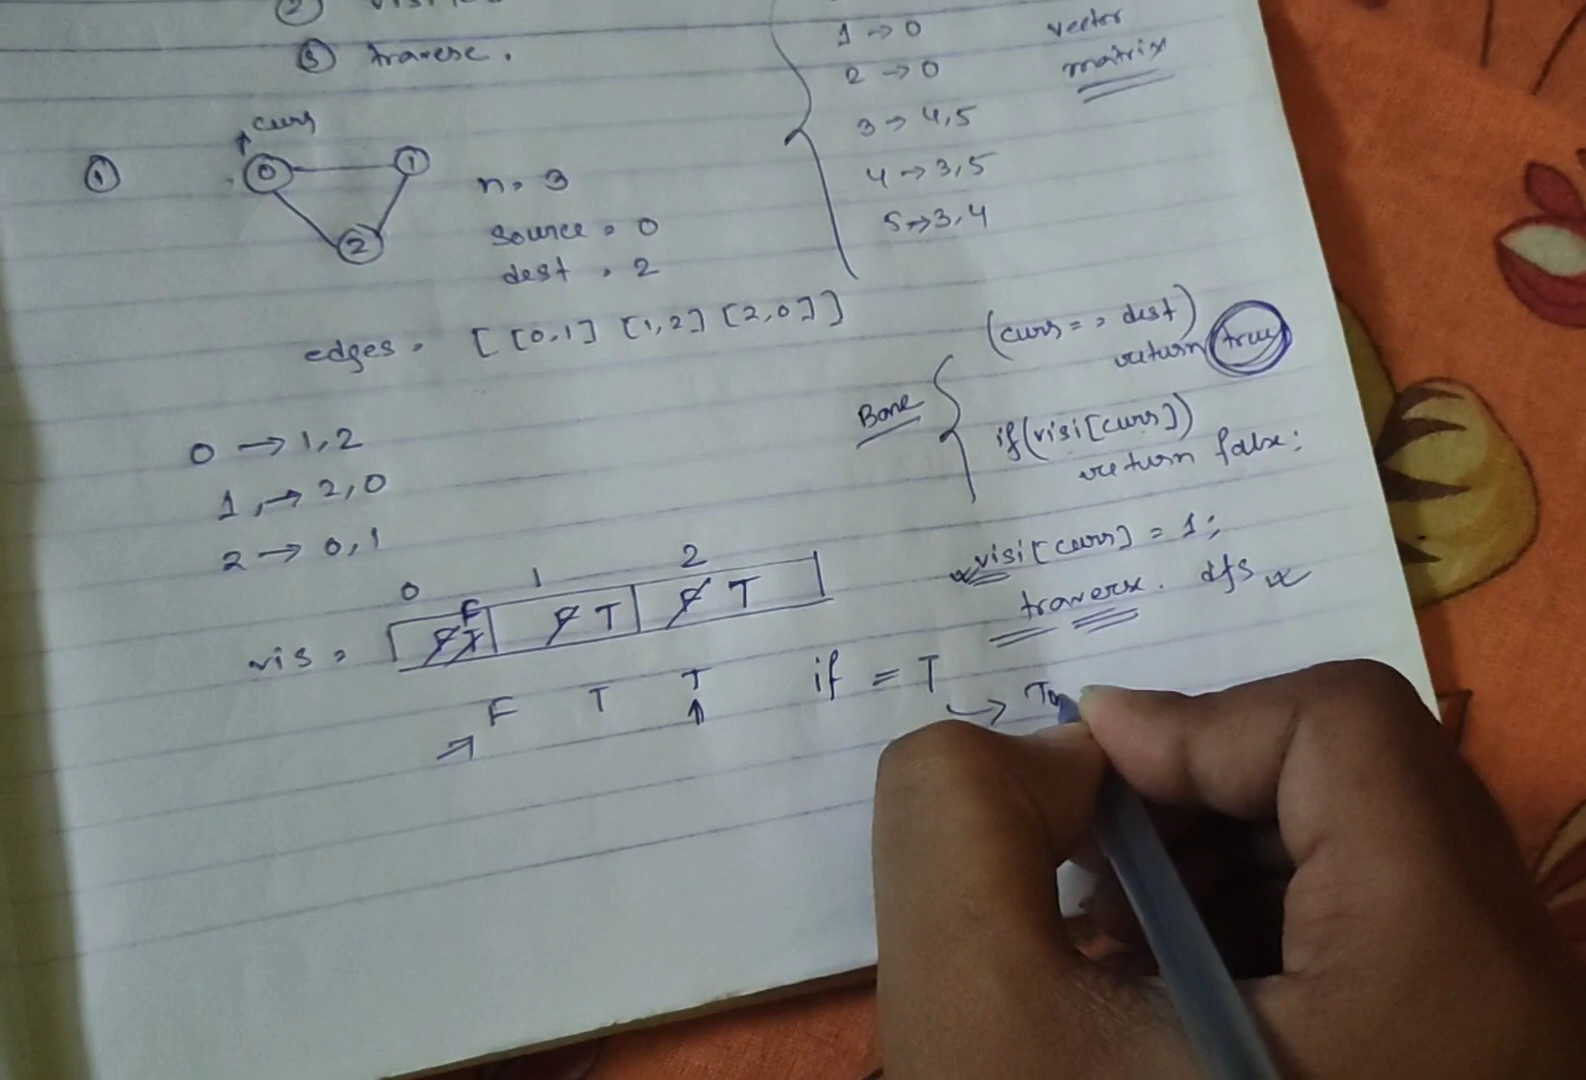 ③ travese.
1 → 0
2 → 0
3 → 4,5
4 → 3,5
5 → 3,4
vector
matrix
curr
① 0 1 2
n = 3
source = 0
dest = 2
edges = [[0,1] [1,2] [2,0]]
0 → 1,2
1 → 2,0
2 → 0,1
(curr == dest)
return true
Base
if(visi[curr])
return false;
visi[curr] = 1;
traverse. dfs
0 1 2
vis = F T F F T F T
F T T
if = T